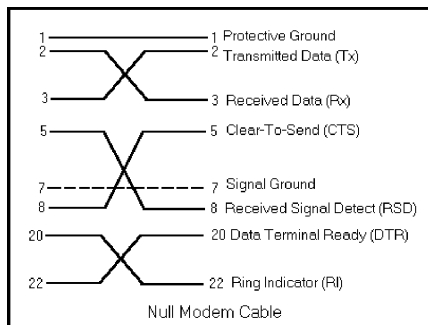 1 1 Protective Ground
2 2 Transmitted Data (Tx)
3 3 Received Data (Rx)
5 5 Clear-To-Send (CTS)
7 7 Signal Ground
8 8 Received Signal Detect (RSD)
20 20 Data Terminal Ready (DTR)
22 22 Ring Indicator (RI)
Null Modem Cable